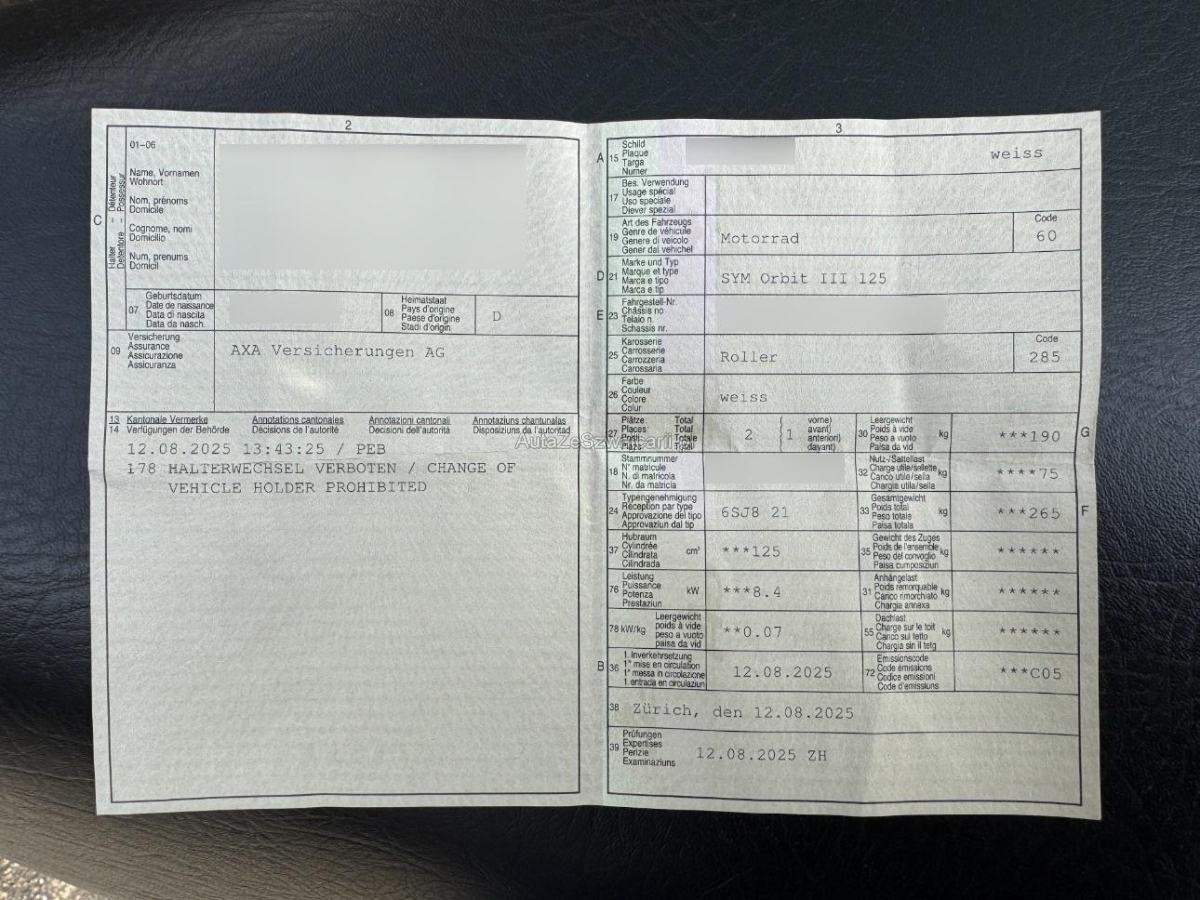 2
01-06
C
Halter – Détenteur
Detentore – Possessur
Name, Vornamen
Wohnort
Nom, prénoms
Domicile
Cognome, nomi
Domicilio
Num, prenums
Domicil
07
Geburtsdatum
Date de naissance
Data di nascita
Data da nasch.
08
Heimatstaat
Pays d'origine
Paese d'origine
Stadi d'origin
D
09
Versicherung
Assurance
Assicurazione
Assicuranza
AXA Versicherungen AG
13 Kantonale Vermerke Annotations cantonales Annotazioni cantonali Annotaziuns chantunalas
14 Verfügungen der Behörde Décisions de l'autorité Decisioni dell'autorità Disposiziuns da l'autoritad
12.08.2025 13:43:25 / PEB
178 HALTERWECHSEL VERBOTEN / CHANGE OF
VEHICLE HOLDER PROHIBITED
3
A 15
Schild
Plaque
Targa
Numer
weiss
17
Bes. Verwendung
Usage spécial
Uso speciale
Diever spezial
19
Art des Fahrzeugs
Genre de véhicule
Genere di veicolo
Gener dal vehichel
Motorrad
Code
60
D 21
Marke und Typ
Marque et type
Marca e tipo
Marca e tip
SYM Orbit III 125
E 23
Fahrgestell-Nr.
Châssis no
Telaio n.
Schassis nr.
25
Karosserie
Carrosserie
Carrozzeria
Carossaria
Roller
Code
285
26
Farbe
Couleur
Colore
Colur
weiss
27
Plätze Total
Places Total
Posti Totale
Plazs Total
2
1
vorne)
avant)
anteriori)
davant)
30
Leergewicht
Poids à vide
Peso a vuoto
Paisa da vid
kg
***190
G
AutaZeSzwajcarii
18
Stammnummer
N° matricule
N. di matricola
Nr. da matricla
32
Nutz-/Sattellast
Charge utile/sellette
Carico utile/sella
Chargia utila/sella
kg
****75
24
Typengenehmigung
Réception par type
Approvazione del tipo
Approvaziun dal tip
6SJ8 21
33
Gesamtgewicht
Poids total
Peso totale
Paisa totala
kg
***265
F
37
Hubraum
Cylindrée
Cilindrata
Cilindrada
cm³
***125
35
Gewicht des Zuges
Poids de l'ensemble
Peso del convoglio
Paisa cumposiziun
kg
******
76
Leistung
Puissance
Potenza
Prestaziun
kW
***8.4
31
Anhängelast
Poids remorquable
Carico rimorchiato
Chargia annexa
kg
******
78 kW/kg
Leergewicht
poids à vide
peso a vuoto
paisa da vid
**0.07
55
Dachlast
Charge sur le toit
Carico sul tetto
Chargia sin il tetg
kg
******
B 36
1. Inverkehrsetzung
1re mise en circulation
1a messa in circolazione
1. entrada en circulaziun
12.08.2025
72
Emissionscode
Code émissions
Codice emissioni
Code d'emissiuns
***C05
38 Zürich, den 12.08.2025
39
Prüfungen
Expertises
Perizie
Examinaziuns
12.08.2025 ZH